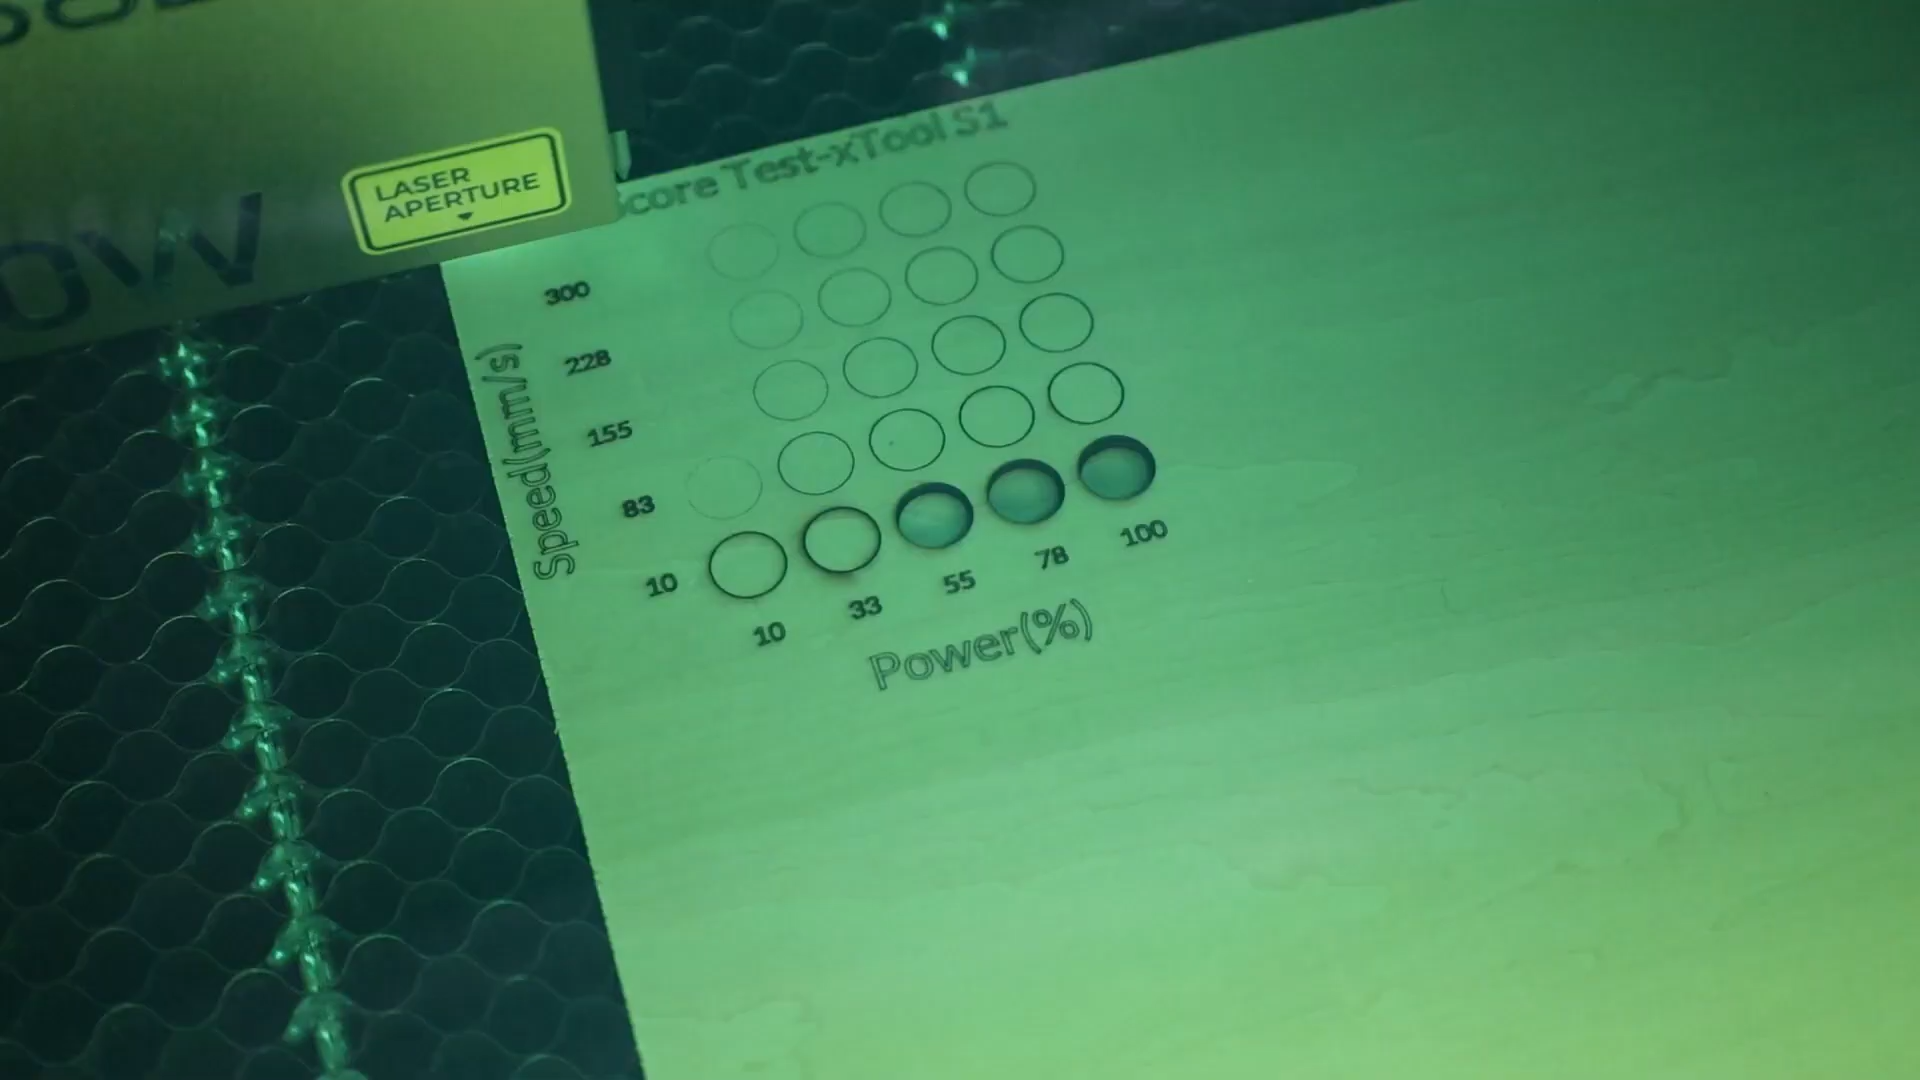 LASER
APERTURE
OW
Score Test-xTool S1
300
228
155
83
10
Speed(mm/s)
10
33
55
78
100
Power(%)